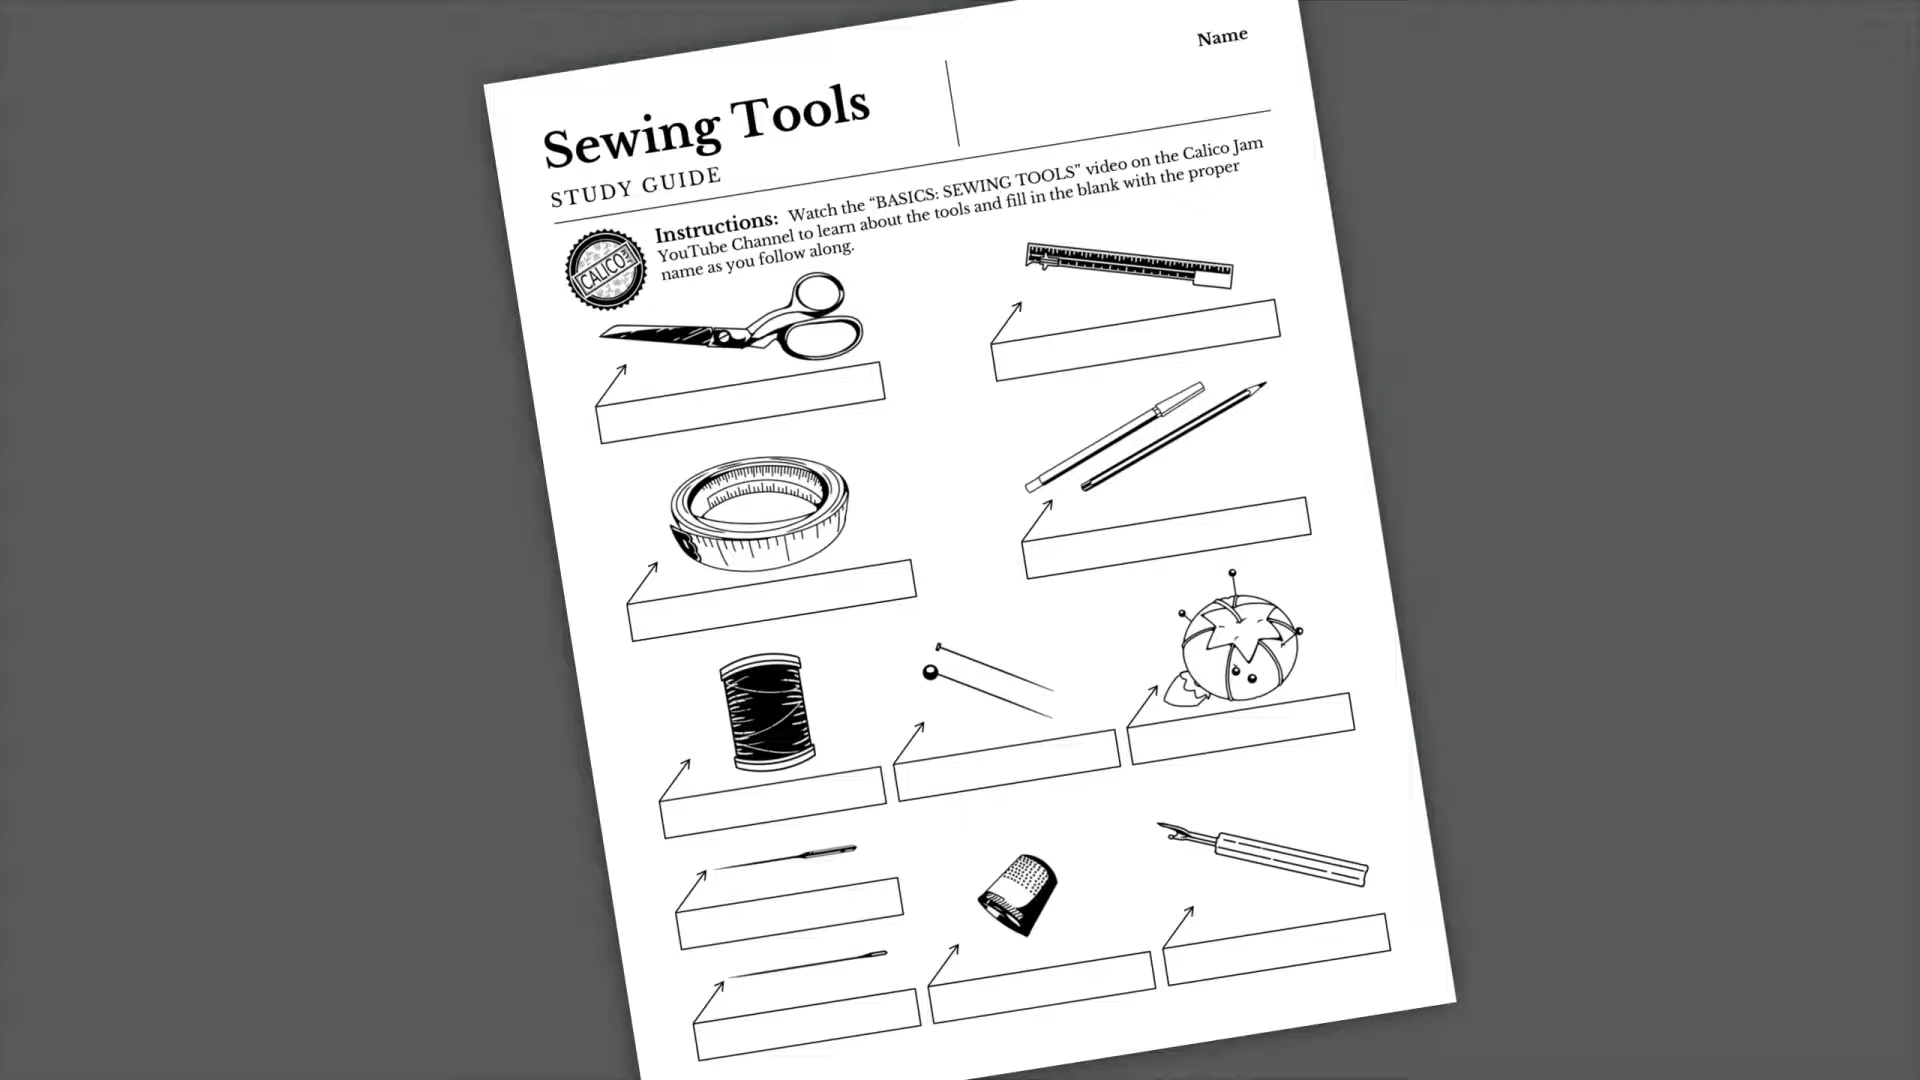 Name
Sewing Tools
STUDY GUIDE
Instructions: Watch the “BASICS: SEWING TOOLS” video on the Calico Jam
YouTube Channel to learn about the tools and fill in the blank with the proper
name as you follow along.
CALICO